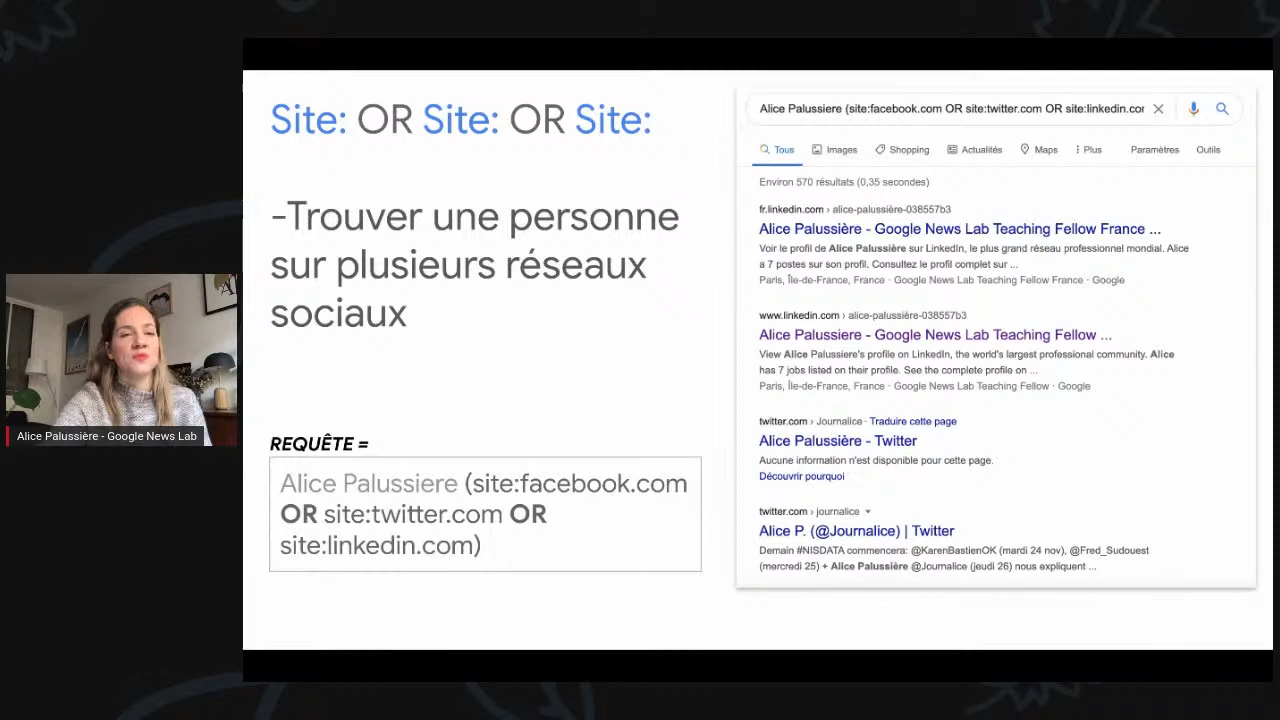 Site: OR Site: OR Site:
-Trouver une personne
sur plusieurs réseaux
sociaux
REQUÊTE =
Alice Palussiere (site:facebook.com
OR site:twitter.com OR
site:linkedin.com)
Alice Palussière - Google News Lab
Alice Palussiere (site:facebook.com OR site:twitter.com OR site:linkedin.cor
Tous Images Shopping Actualités Maps Plus Paramètres Outils
Environ 570 résultats (0,35 secondes)
fr.linkedin.com › alice-palussière-038557b3
Alice Palussière - Google News Lab Teaching Fellow France ...
Voir le profil de Alice Palussière sur LinkedIn, le plus grand réseau professionnel mondial. Alice
a 7 postes sur son profil. Consultez le profil complet sur ...
Paris, Île-de-France, France · Google News Lab Teaching Fellow France · Google
www.linkedin.com › alice-palussière-038557b3
Alice Palussiere - Google News Lab Teaching Fellow ...
View Alice Palussiere's profile on LinkedIn, the world's largest professional community. Alice
has 7 jobs listed on their profile. See the complete profile on ...
Paris, Île-de-France, France · Google News Lab Teaching Fellow · Google
twitter.com › Journalice · Traduire cette page
Alice Palussière - Twitter
Aucune information n'est disponible pour cette page.
Découvrir pourquoi
twitter.com › journalice
Alice P. (@Journalice) | Twitter
Demain #NISDATA commencera: @KarenBastienOK (mardi 24 nov), @Fred_Sudouest
(mercredi 25) + Alice Palussière @Journalice (jeudi 26) nous expliquent ...